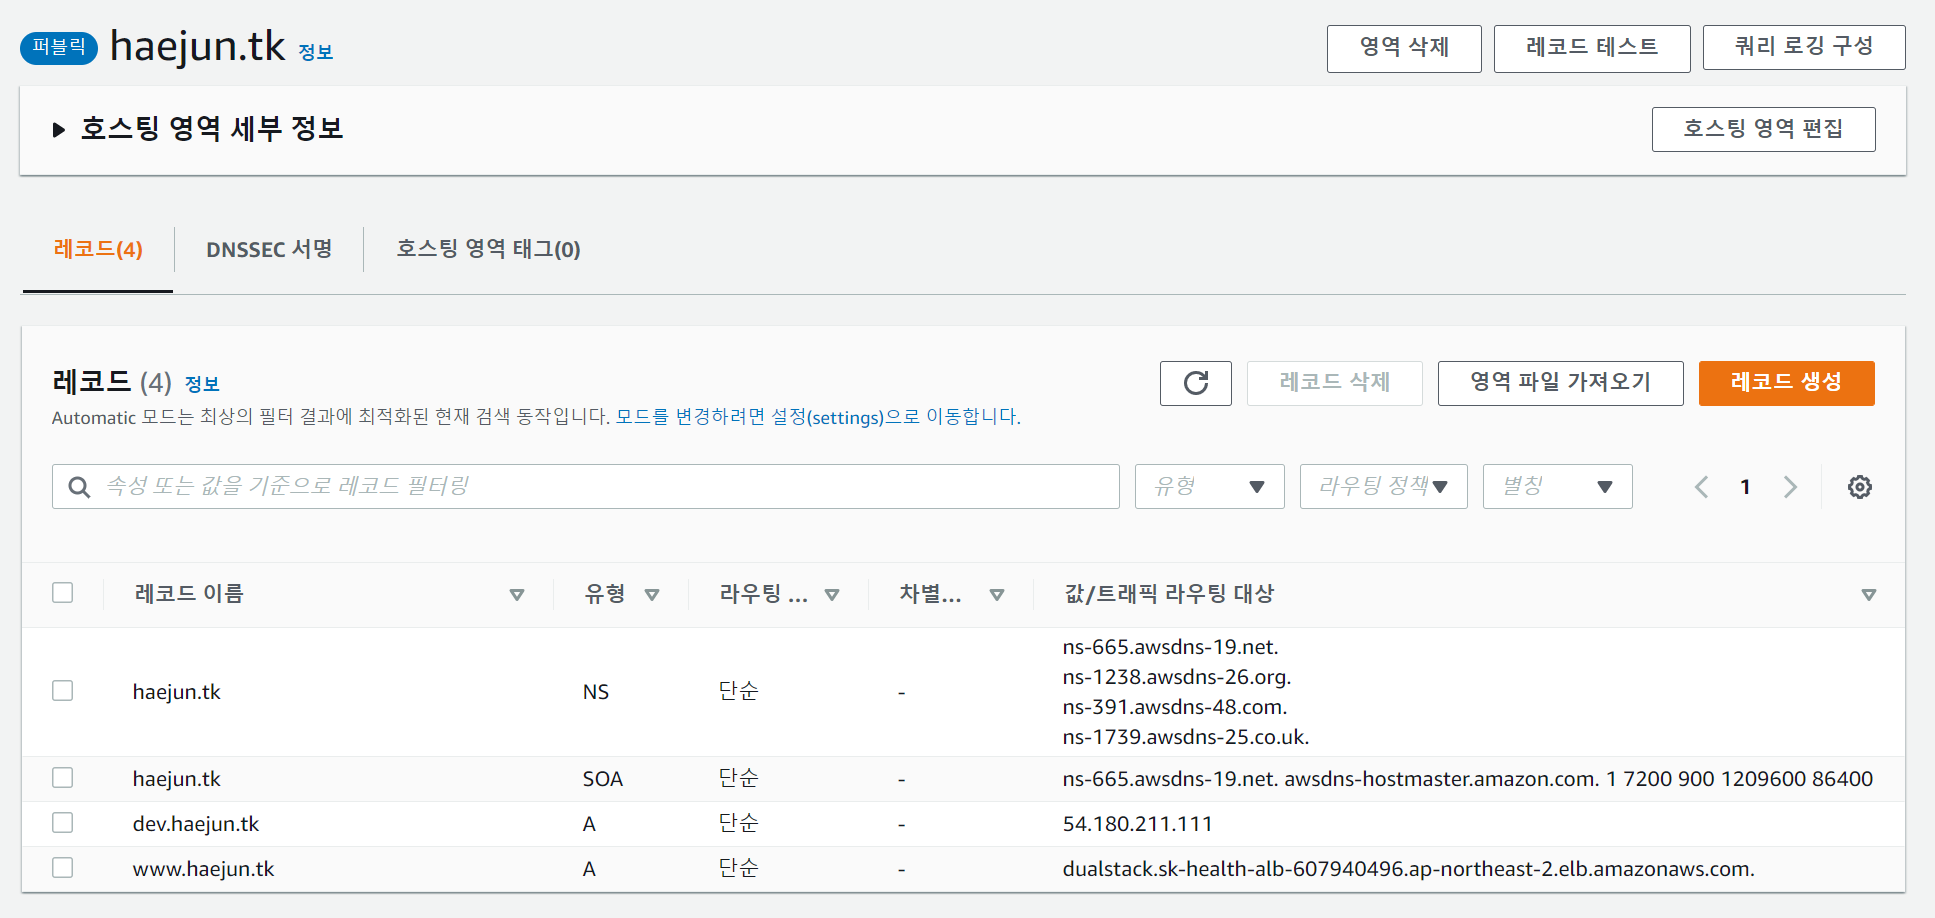 퍼블릭 haejun.tk 정보
영역 삭제 레코드 테스트 쿼리 로깅 구성
호스팅 영역 세부 정보 호스팅 영역 편집
레코드(4) DNSSEC 서명 호스팅 영역 태그(0)
레코드 (4) 정보
레코드 삭제 영역 파일 가져오기 레코드 생성
Automatic 모드는 최상의 필터 결과에 최적화된 현재 검색 동작입니다. 모드를 변경하려면 설정(settings)으로 이동합니다.
속성 또는 값을 기준으로 레코드 필터링 유형 라우팅 정책 별칭 1
레코드 이름 유형 라우팅 ... 차별... 값/트래픽 라우팅 대상
haejun.tk NS 단순 - ns-665.awsdns-19.net.
ns-1238.awsdns-26.org.
ns-391.awsdns-48.com.
ns-1739.awsdns-25.co.uk.
haejun.tk SOA 단순 - ns-665.awsdns-19.net. awsdns-hostmaster.amazon.com. 1 7200 900 1209600 86400
dev.haejun.tk A 단순 - 54.180.211.111
www.haejun.tk A 단순 - dualstack.sk-health-alb-607940496.ap-northeast-2.elb.amazonaws.com.